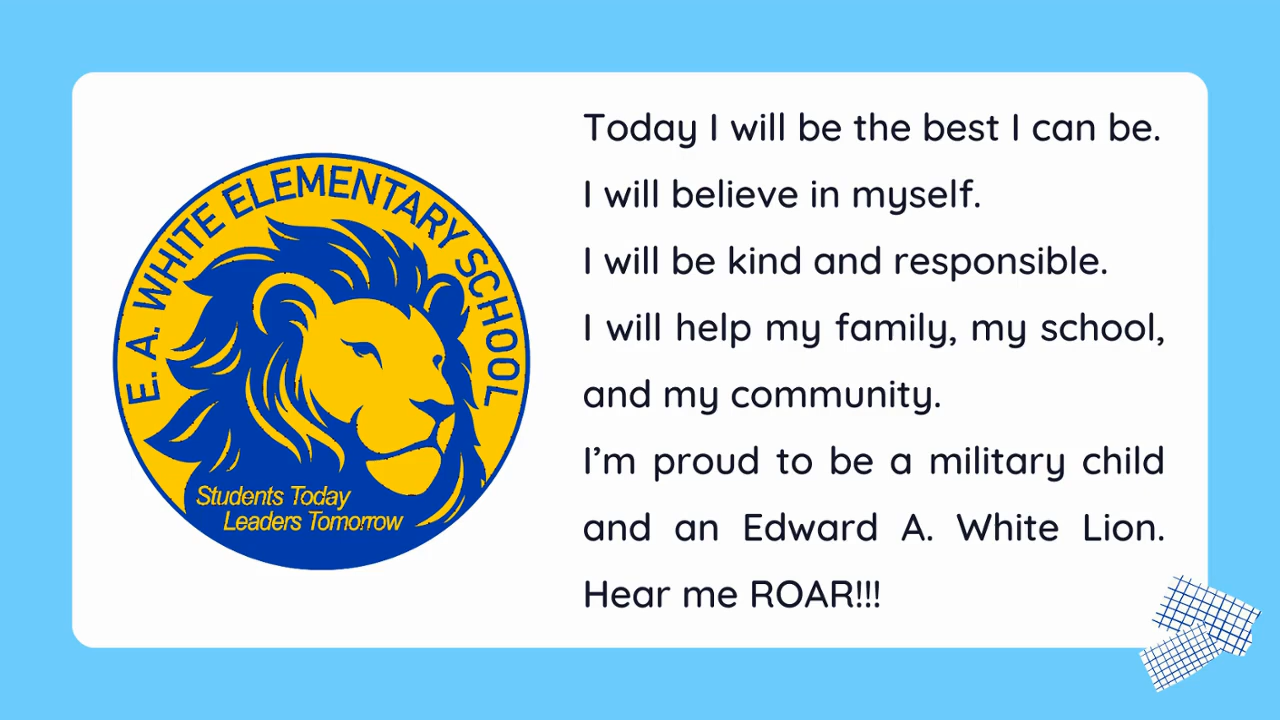 E. A. WHITE ELEMENTARY SCHOOL
Students Today
Leaders Tomorrow
Today I will be the best I can be.
I will believe in myself.
I will be kind and responsible.
I will help my family, my school,
and my community.
I’m proud to be a military child
and an Edward A. White Lion.
Hear me ROAR!!!